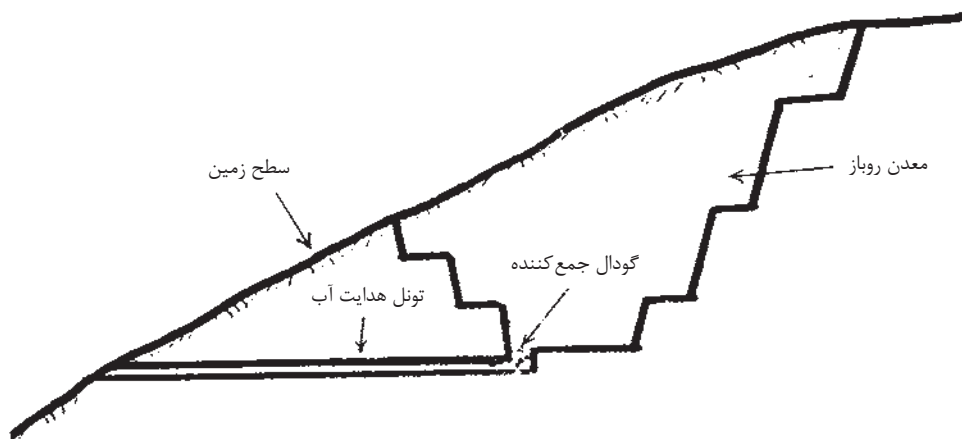 معدن روباز
سطح زمین
گودال جمع‌کننده
تونل هدایت آب